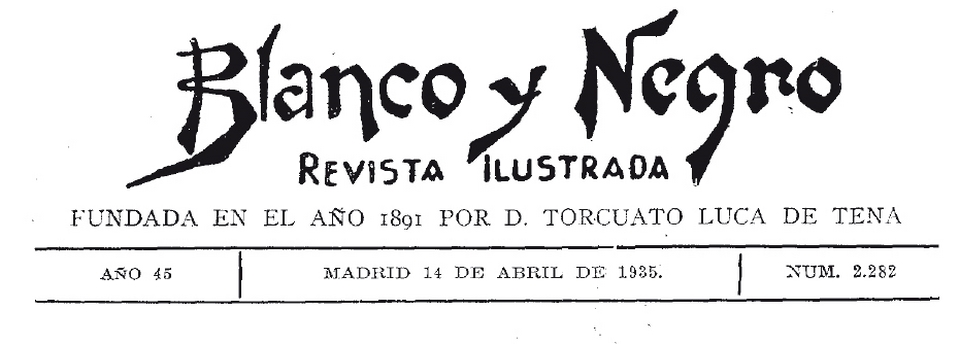 Blanco y Negro
REVISTA ILUSTRADA
FUNDADA EN EL AÑO 1891 POR D. TORCUATO LUCA DE TENA
AÑO 45 MADRID 14 DE ABRIL DE 1935. NUM. 2.282